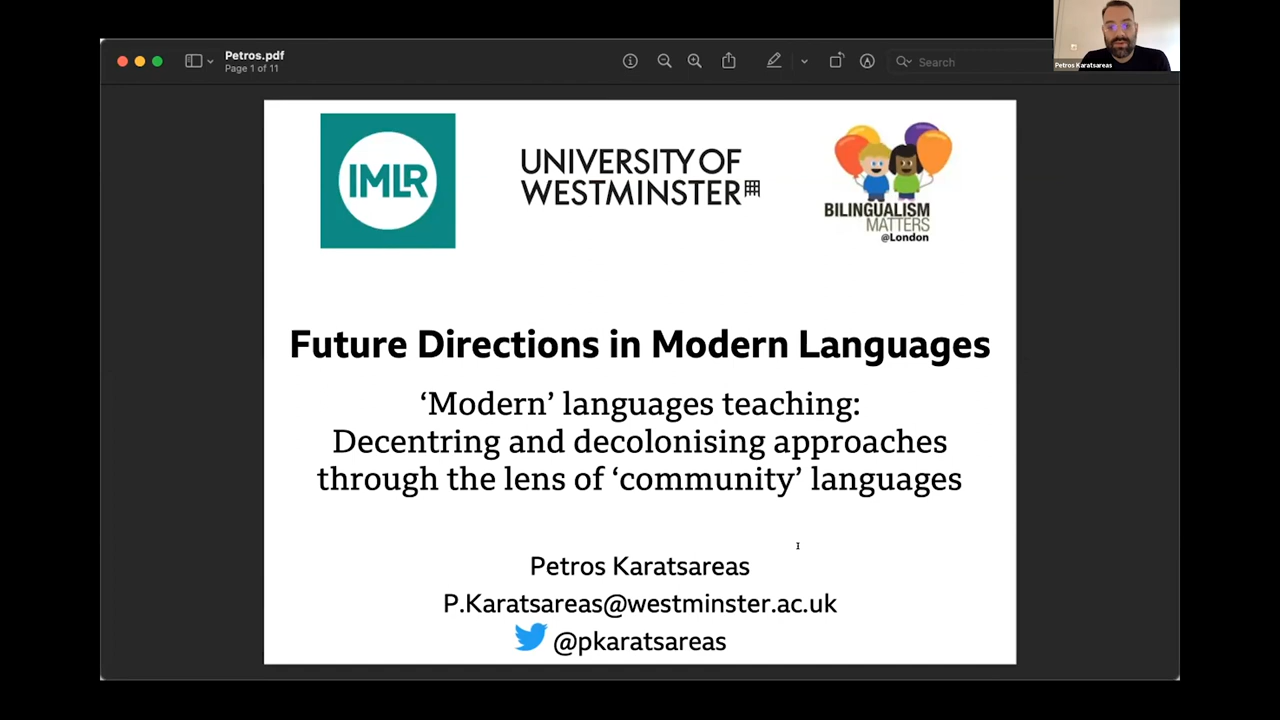 Petros.pdf
Page 1 of 11
Search
Petros Karatsareas
IMLR
UNIVERSITY OF
WESTMINSTER
BILINGUALISM
MATTERS
@London
Future Directions in Modern Languages
‘Modern’ languages teaching:
Decentring and decolonising approaches
through the lens of ‘community’ languages
Petros Karatsareas
P.Karatsareas@westminster.ac.uk
@pkaratsareas